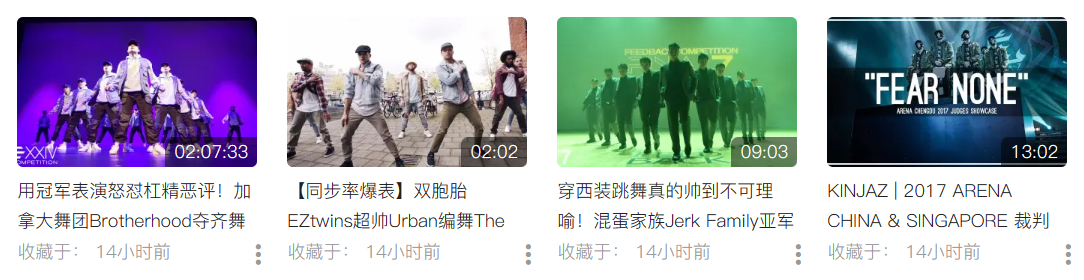 XXIV
COMPETITION
02:07:33
用冠军表演怒怼杠精恶评！加
拿大舞团Brotherhood夺齐舞
收藏于： 14小时前
02:02
【同步率爆表】双胞胎
EZtwins超帅Urban编舞The
收藏于： 14小时前
FEEDBACK COMPETITION
7
09:03
穿西装跳舞真的帅到不可理
喻！混蛋家族Jerk Family亚军
收藏于： 14小时前
"FEAR NONE"
ARENA CHENGDU 2017 JUDGES SHOWCASE
13:02
KINJAZ | 2017 ARENA
CHINA & SINGAPORE 裁判
收藏于： 14小时前